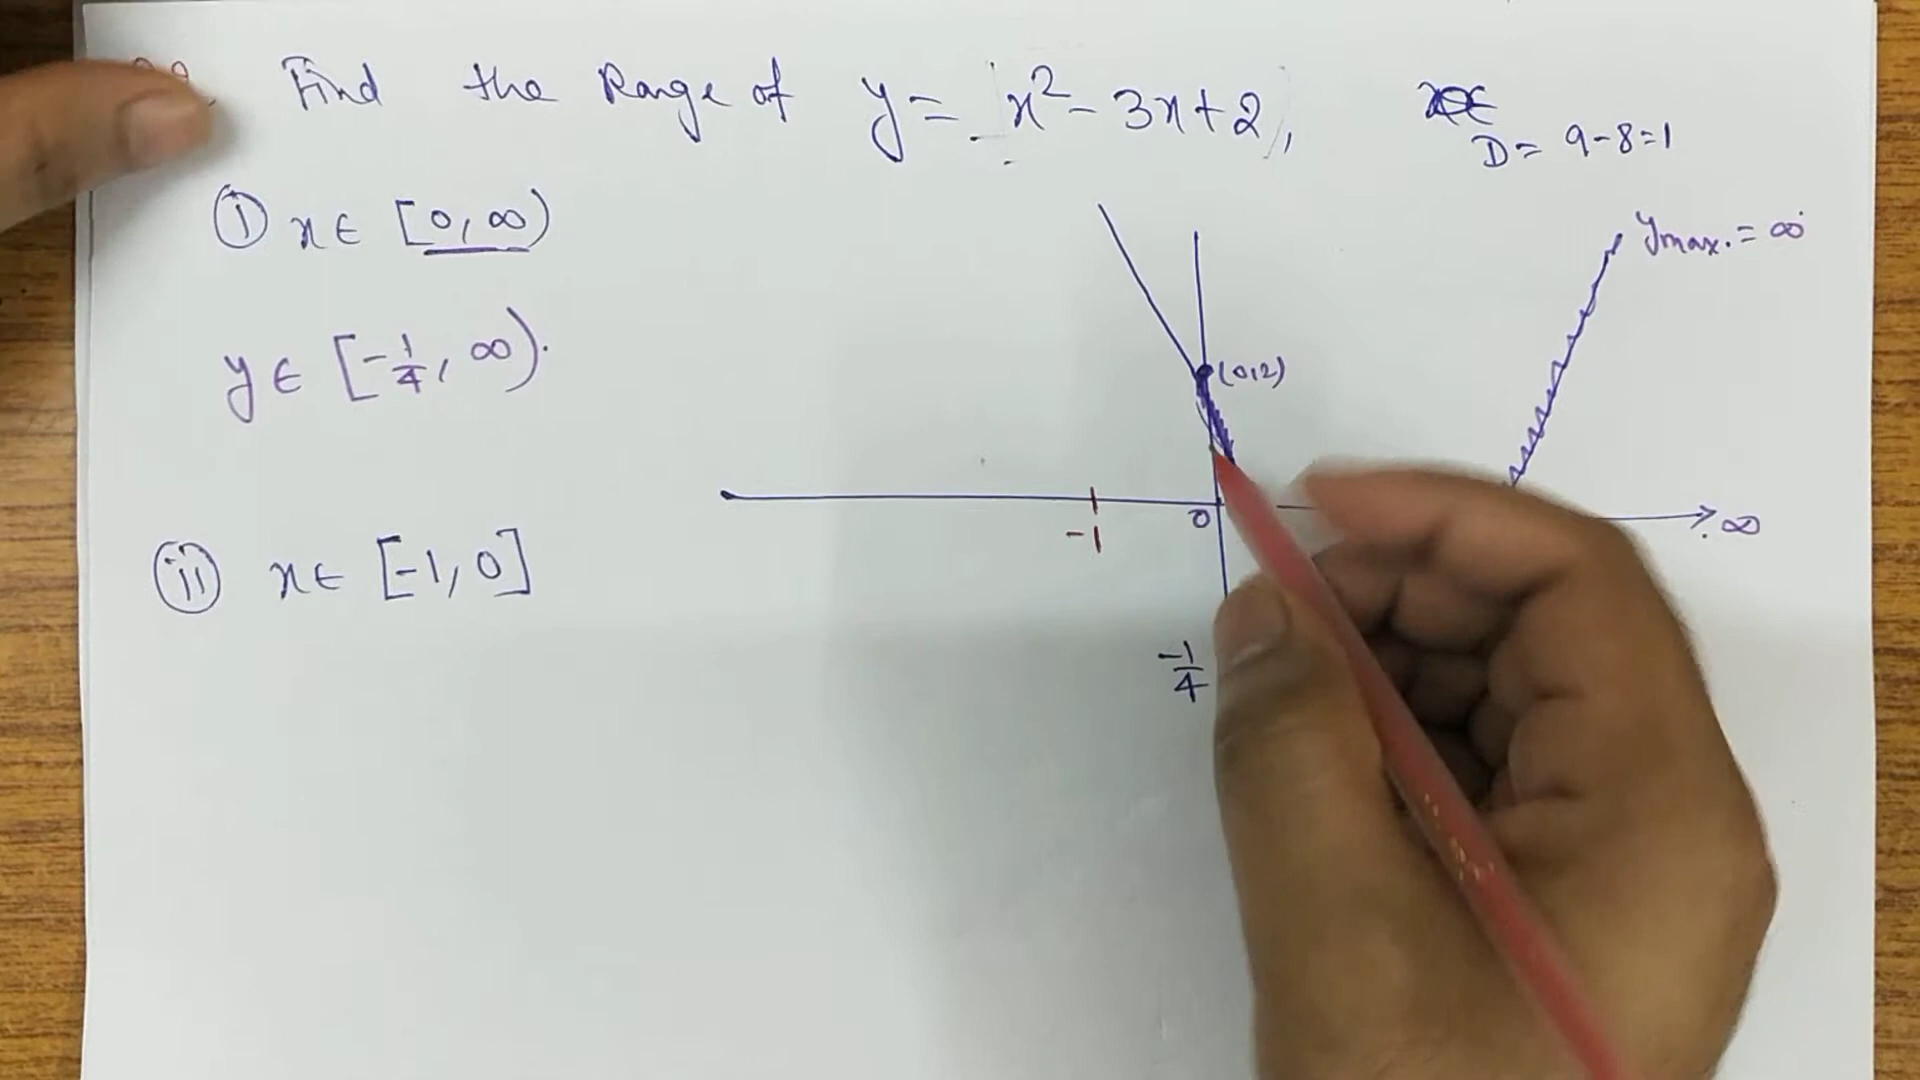 Find the Range of y = x² - 3x + 2,
D = 9 - 8 = 1
(i) x ∈ [0, ∞)
y_max. = ∞
y ∈ [-1/4, ∞).
(0,2)
-1
0
∞
(ii) x ∈ [-1, 0]
-1/4